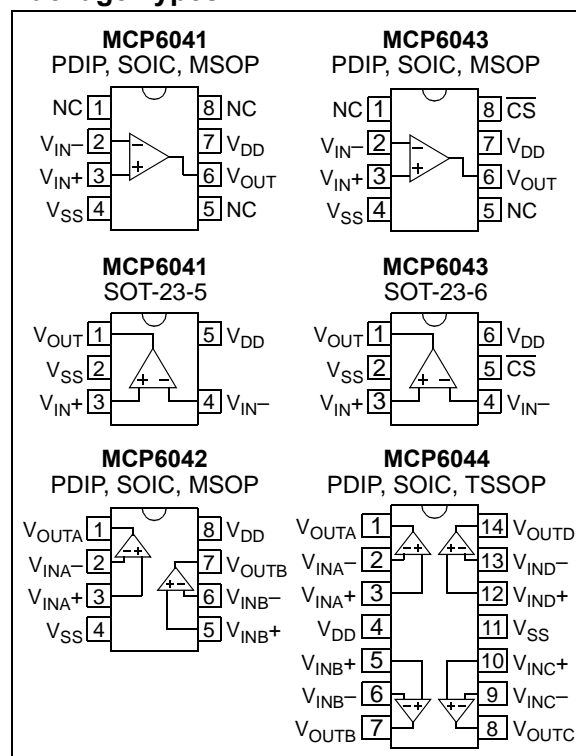 Package Types
MCP6041
PDIP, SOIC, MSOP
NC 1 8 NC
V_IN– 2 – 7 V_DD
V_IN+ 3 + 6 V_OUT
V_SS 4 5 NC
MCP6043
PDIP, SOIC, MSOP
NC 1 8 C̅S̅
V_IN– 2 – 7 V_DD
V_IN+ 3 + 6 V_OUT
V_SS 4 5 NC
MCP6041
SOT-23-5
V_OUT 1 5 V_DD
V_SS 2 + –
V_IN+ 3 4 V_IN–
MCP6043
SOT-23-6
V_OUT 1 6 V_DD
V_SS 2 + – 5 C̅S̅
V_IN+ 3 4 V_IN–
MCP6042
PDIP, SOIC, MSOP
V_OUTA 1 8 V_DD
V_INA– 2 –+ 7 V_OUTB
V_INA+ 3 +– 6 V_INB–
V_SS 4 5 V_INB+
MCP6044
PDIP, SOIC, TSSOP
V_OUTA 1 14 V_OUTD
V_INA– 2 –+ +– 13 V_IND–
V_INA+ 3 12 V_IND+
V_DD 4 11 V_SS
V_INB+ 5 10 V_INC+
V_INB– 6 –+ +– 9 V_INC–
V_OUTB 7 8 V_OUTC